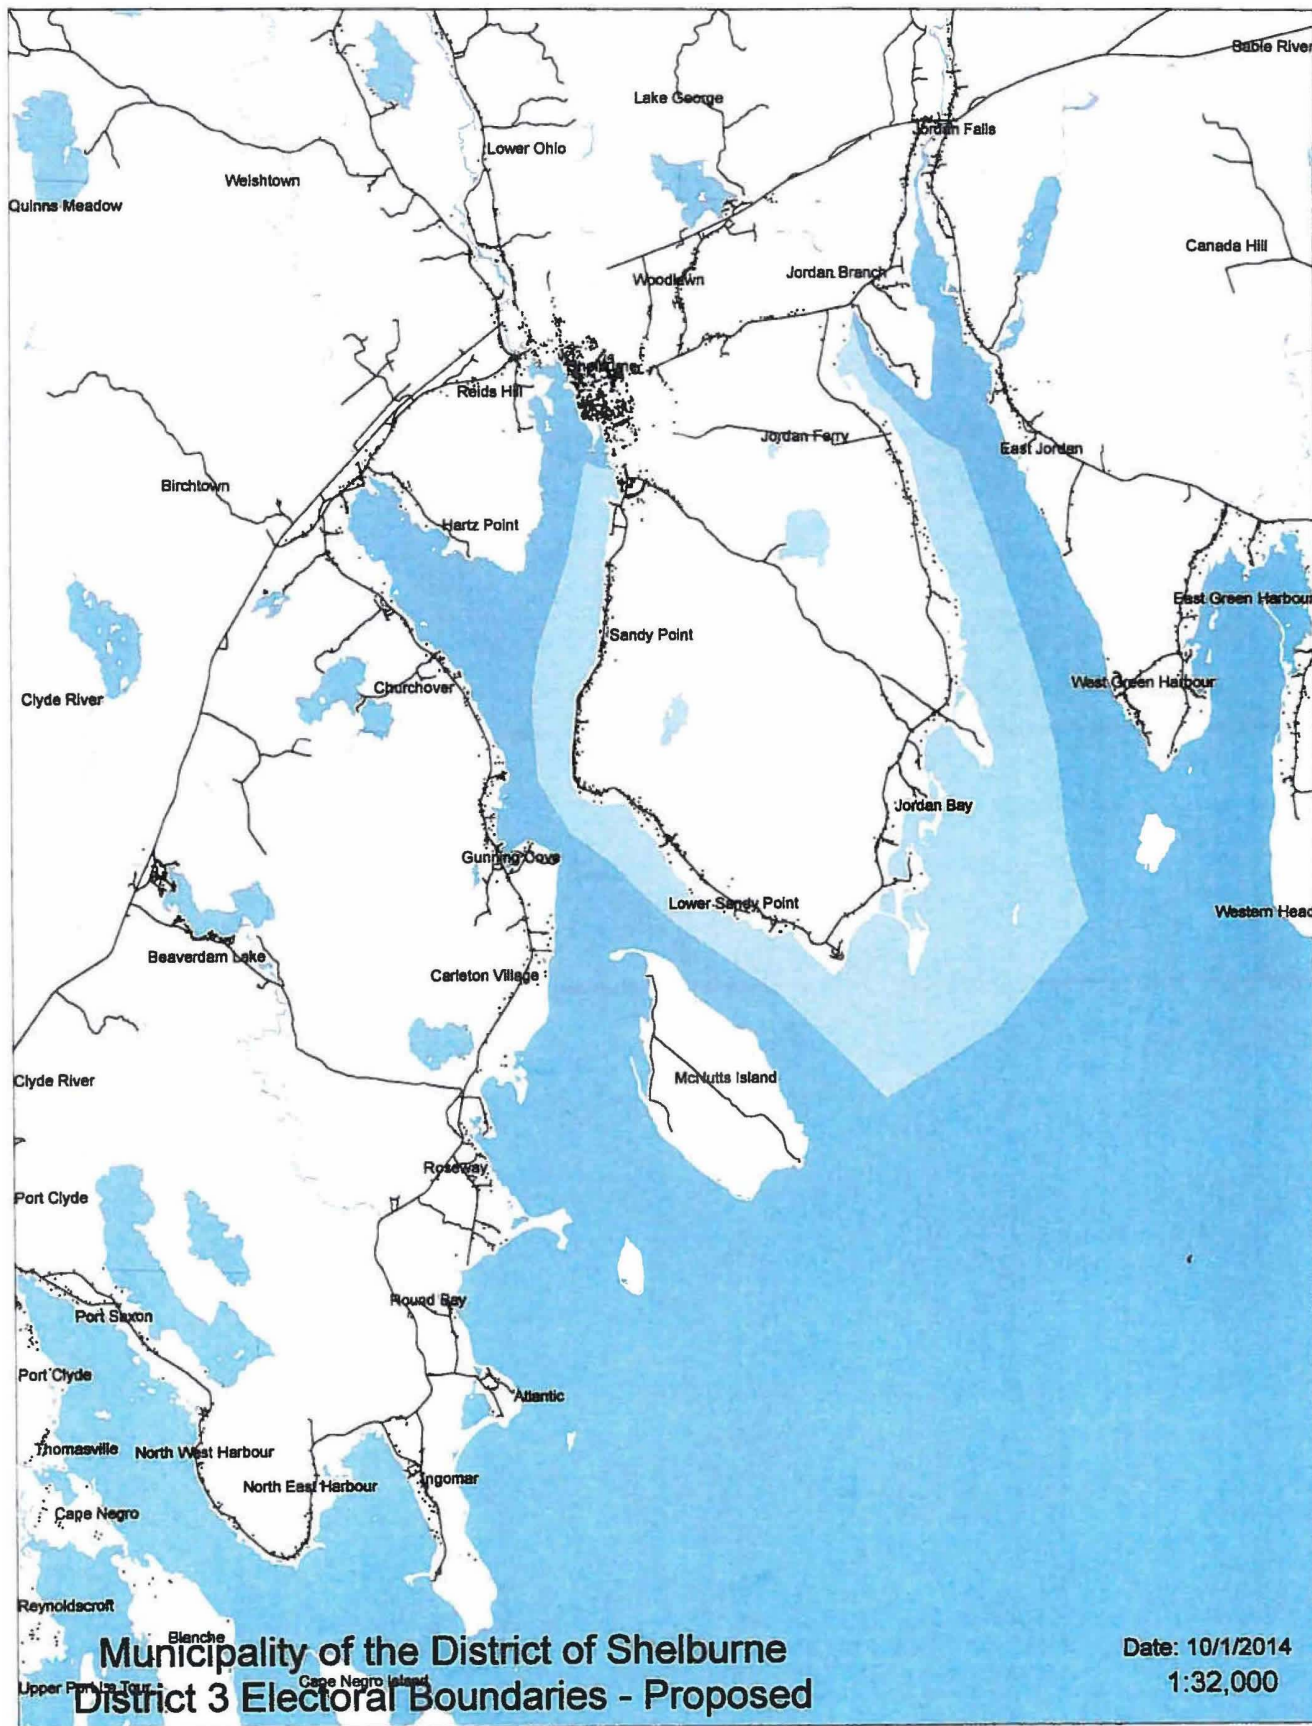 Sable River
Lake George
Jordan Falls
Lower Ohio
Welshtown
Quinns Meadow
Canada Hill
Woodlawn
Jordan Branch
Shelburne
Reids Hill
Jordan Ferry
East Jordan
Birchtown
Hartz Point
East Green Harbour
Sandy Point
Churchover
West Green Harbour
Clyde River
Jordan Bay
Gunning Cove
Lower Sandy Point
Western Head
Beaverdam Lake
Carleton Village
Clyde River
McNutts Island
Roseway
Port Clyde
Round Bay
Port Saxon
Port Clyde
Atlantic
Thomasville
North West Harbour
North East Harbour
Ingomar
Cape Negro
Reynoldscroft
Blanche
Municipality of the District of Shelburne
Date: 10/1/2014
Cape Negro Island
Upper Port La Tour
District 3 Electoral Boundaries - Proposed
1:32,000